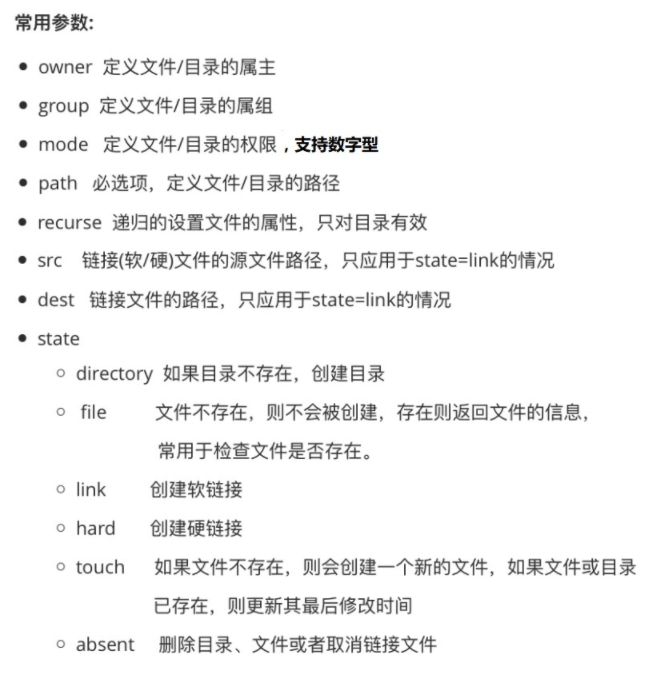 常用参数:
owner 定义文件/目录的属主
group 定义文件/目录的属组
mode 定义文件/目录的权限，支持数字型
path 必选项，定义文件/目录的路径
recurse 递归的设置文件的属性，只对目录有效
src 链接(软/硬)文件的源文件路径，只应用于state=link的情况
dest 链接文件的路径，只应用于state=link的情况
state
directory 如果目录不存在，创建目录
file 文件不存在，则不会被创建，存在则返回文件的信息，
常用于检查文件是否存在。
link 创建软链接
hard 创建硬链接
touch 如果文件不存在，则会创建一个新的文件，如果文件或目录
已存在，则更新其最后修改时间
absent 删除目录、文件或者取消链接文件